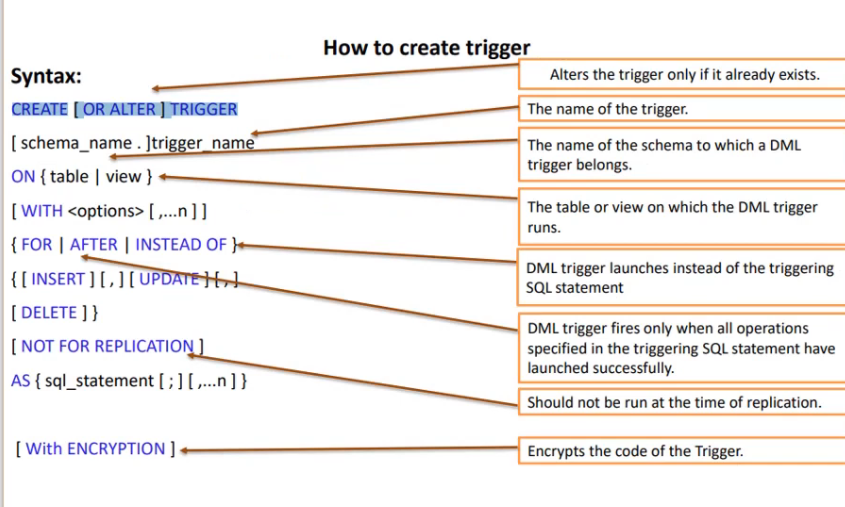 How to create trigger
Syntax:
CREATE [ OR ALTER ] TRIGGER
[ schema_name . ]trigger_name
ON { table | view }
[ WITH <options> [ ,...n ] ]
{ FOR | AFTER | INSTEAD OF }
{ [ INSERT ] [ , ] [ UPDATE ] [ , ]
[ DELETE ] }
[ NOT FOR REPLICATION ]
AS { sql_statement [ ; ] [ ,...n ] }
[ With ENCRYPTION ]
Alters the trigger only if it already exists.
The name of the trigger.
The name of the schema to which a DML
trigger belongs.
The table or view on which the DML trigger
runs.
DML trigger launches instead of the triggering
SQL statement
DML trigger fires only when all operations
specified in the triggering SQL statement have
launched successfully.
Should not be run at the time of replication.
Encrypts the code of the Trigger.